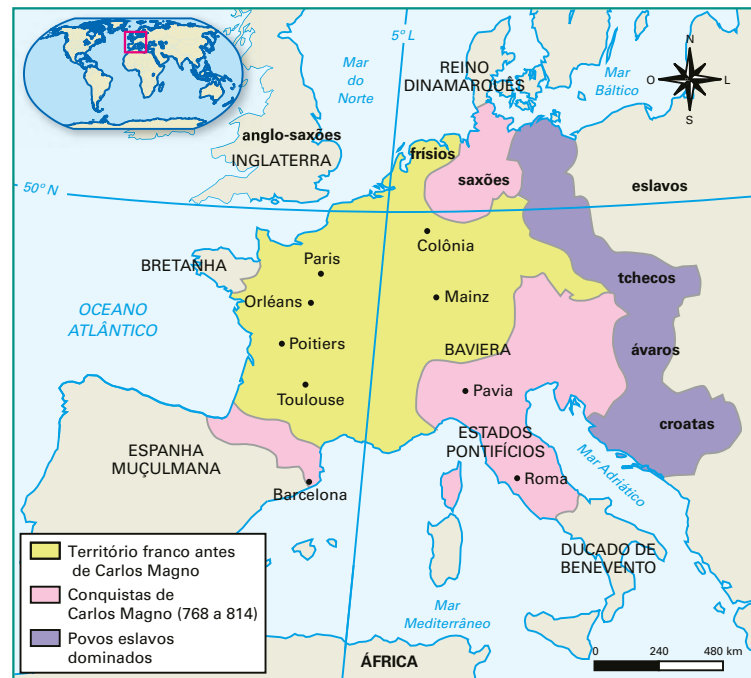 5º L
N
O
L
S
Mar
do
Norte
REINO
DINAMARQUÊS
Mar
Báltico
anglo-saxões
INGLATERRA
frísios
saxões
eslavos
50º N
Colônia
BRETANHA
Paris
tchecos
Orléans
Mainz
OCEANO
ATLÂNTICO
Poitiers
BAVIERA
ávaros
Toulouse
Pavia
croatas
ESPANHA
MUÇULMANA
ESTADOS
PONTIFÍCIOS
Mar Adriático
Roma
Barcelona
DUCADO DE
BENEVENTO
Território franco antes
de Carlos Magno
Conquistas de
Carlos Magno (768 a 814)
Povos eslavos
dominados
Mar
Mediterrâneo
ÁFRICA
0 240 480 km